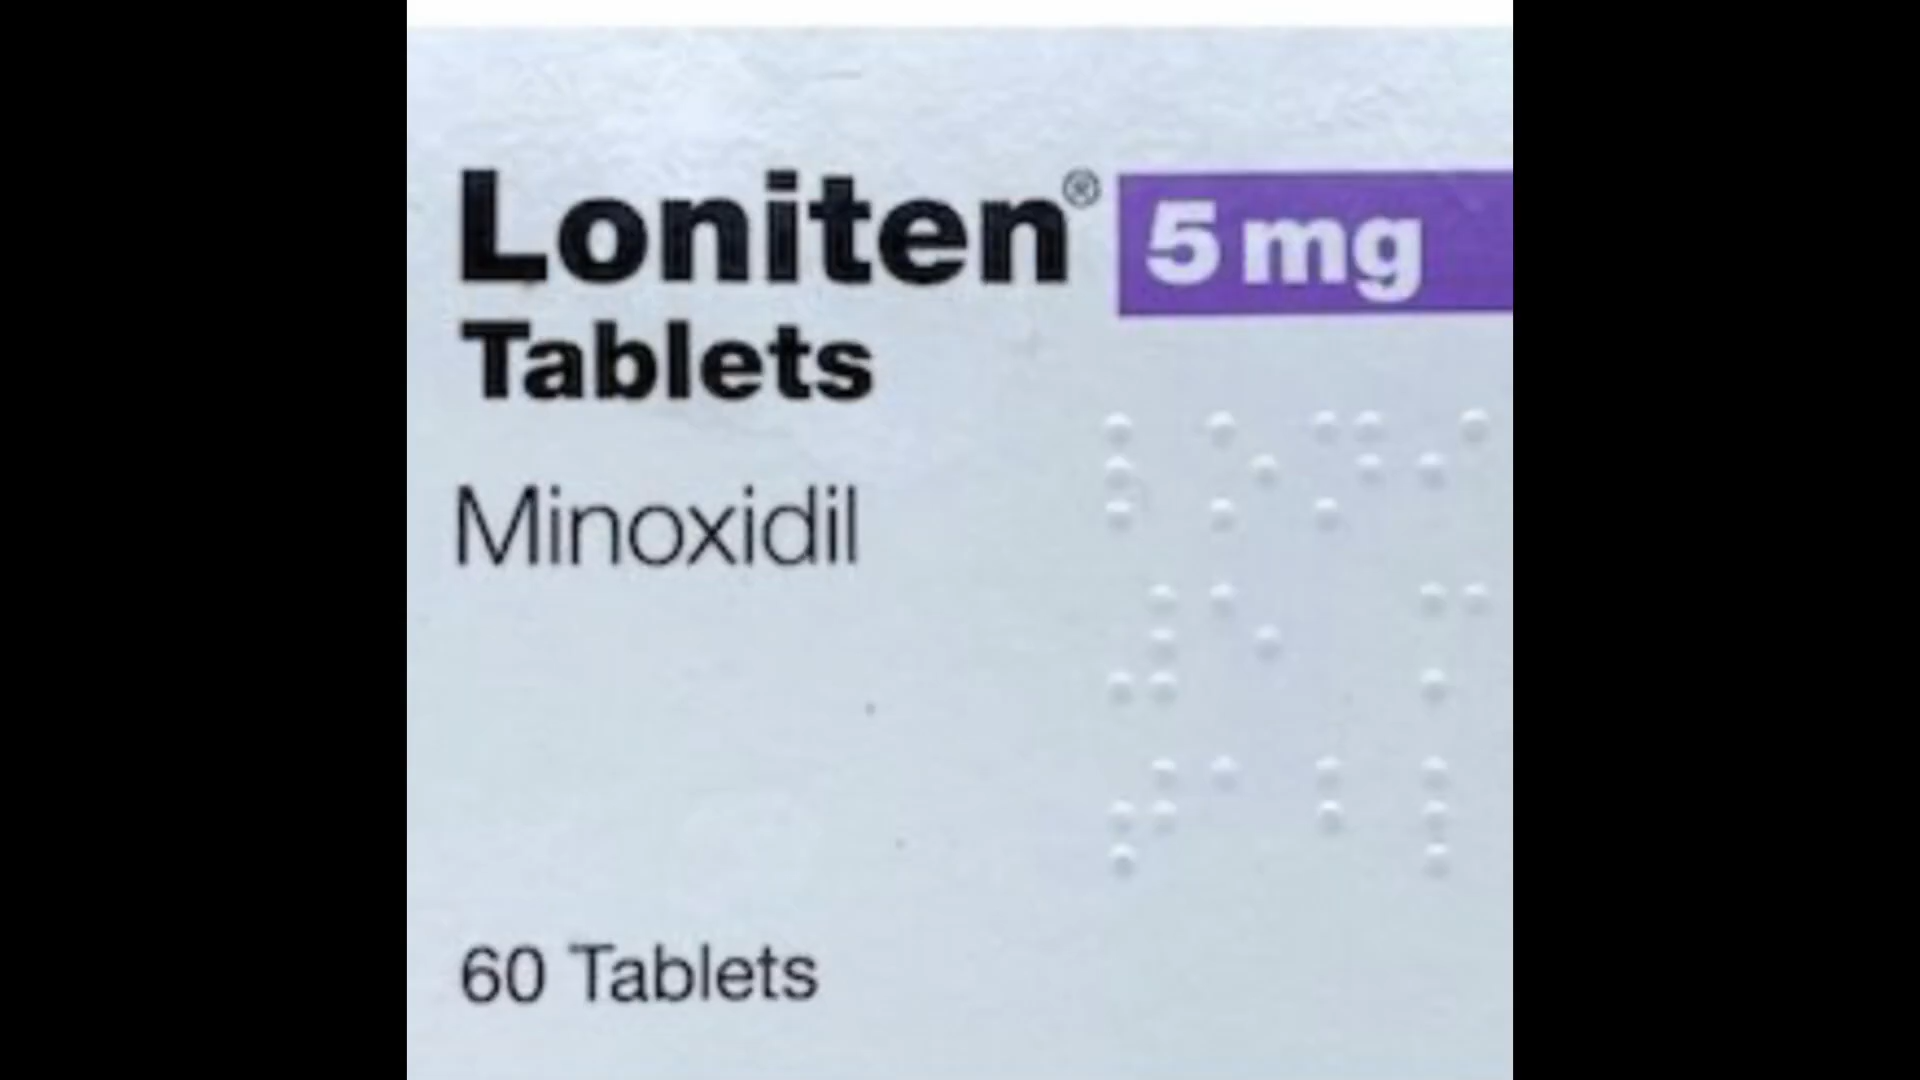 Loniten® 5 mg
Tablets
Minoxidil
⠇⠕⠝⠊
⠼⠑⠀⠍
⠞⠁⠃⠇
60 Tablets